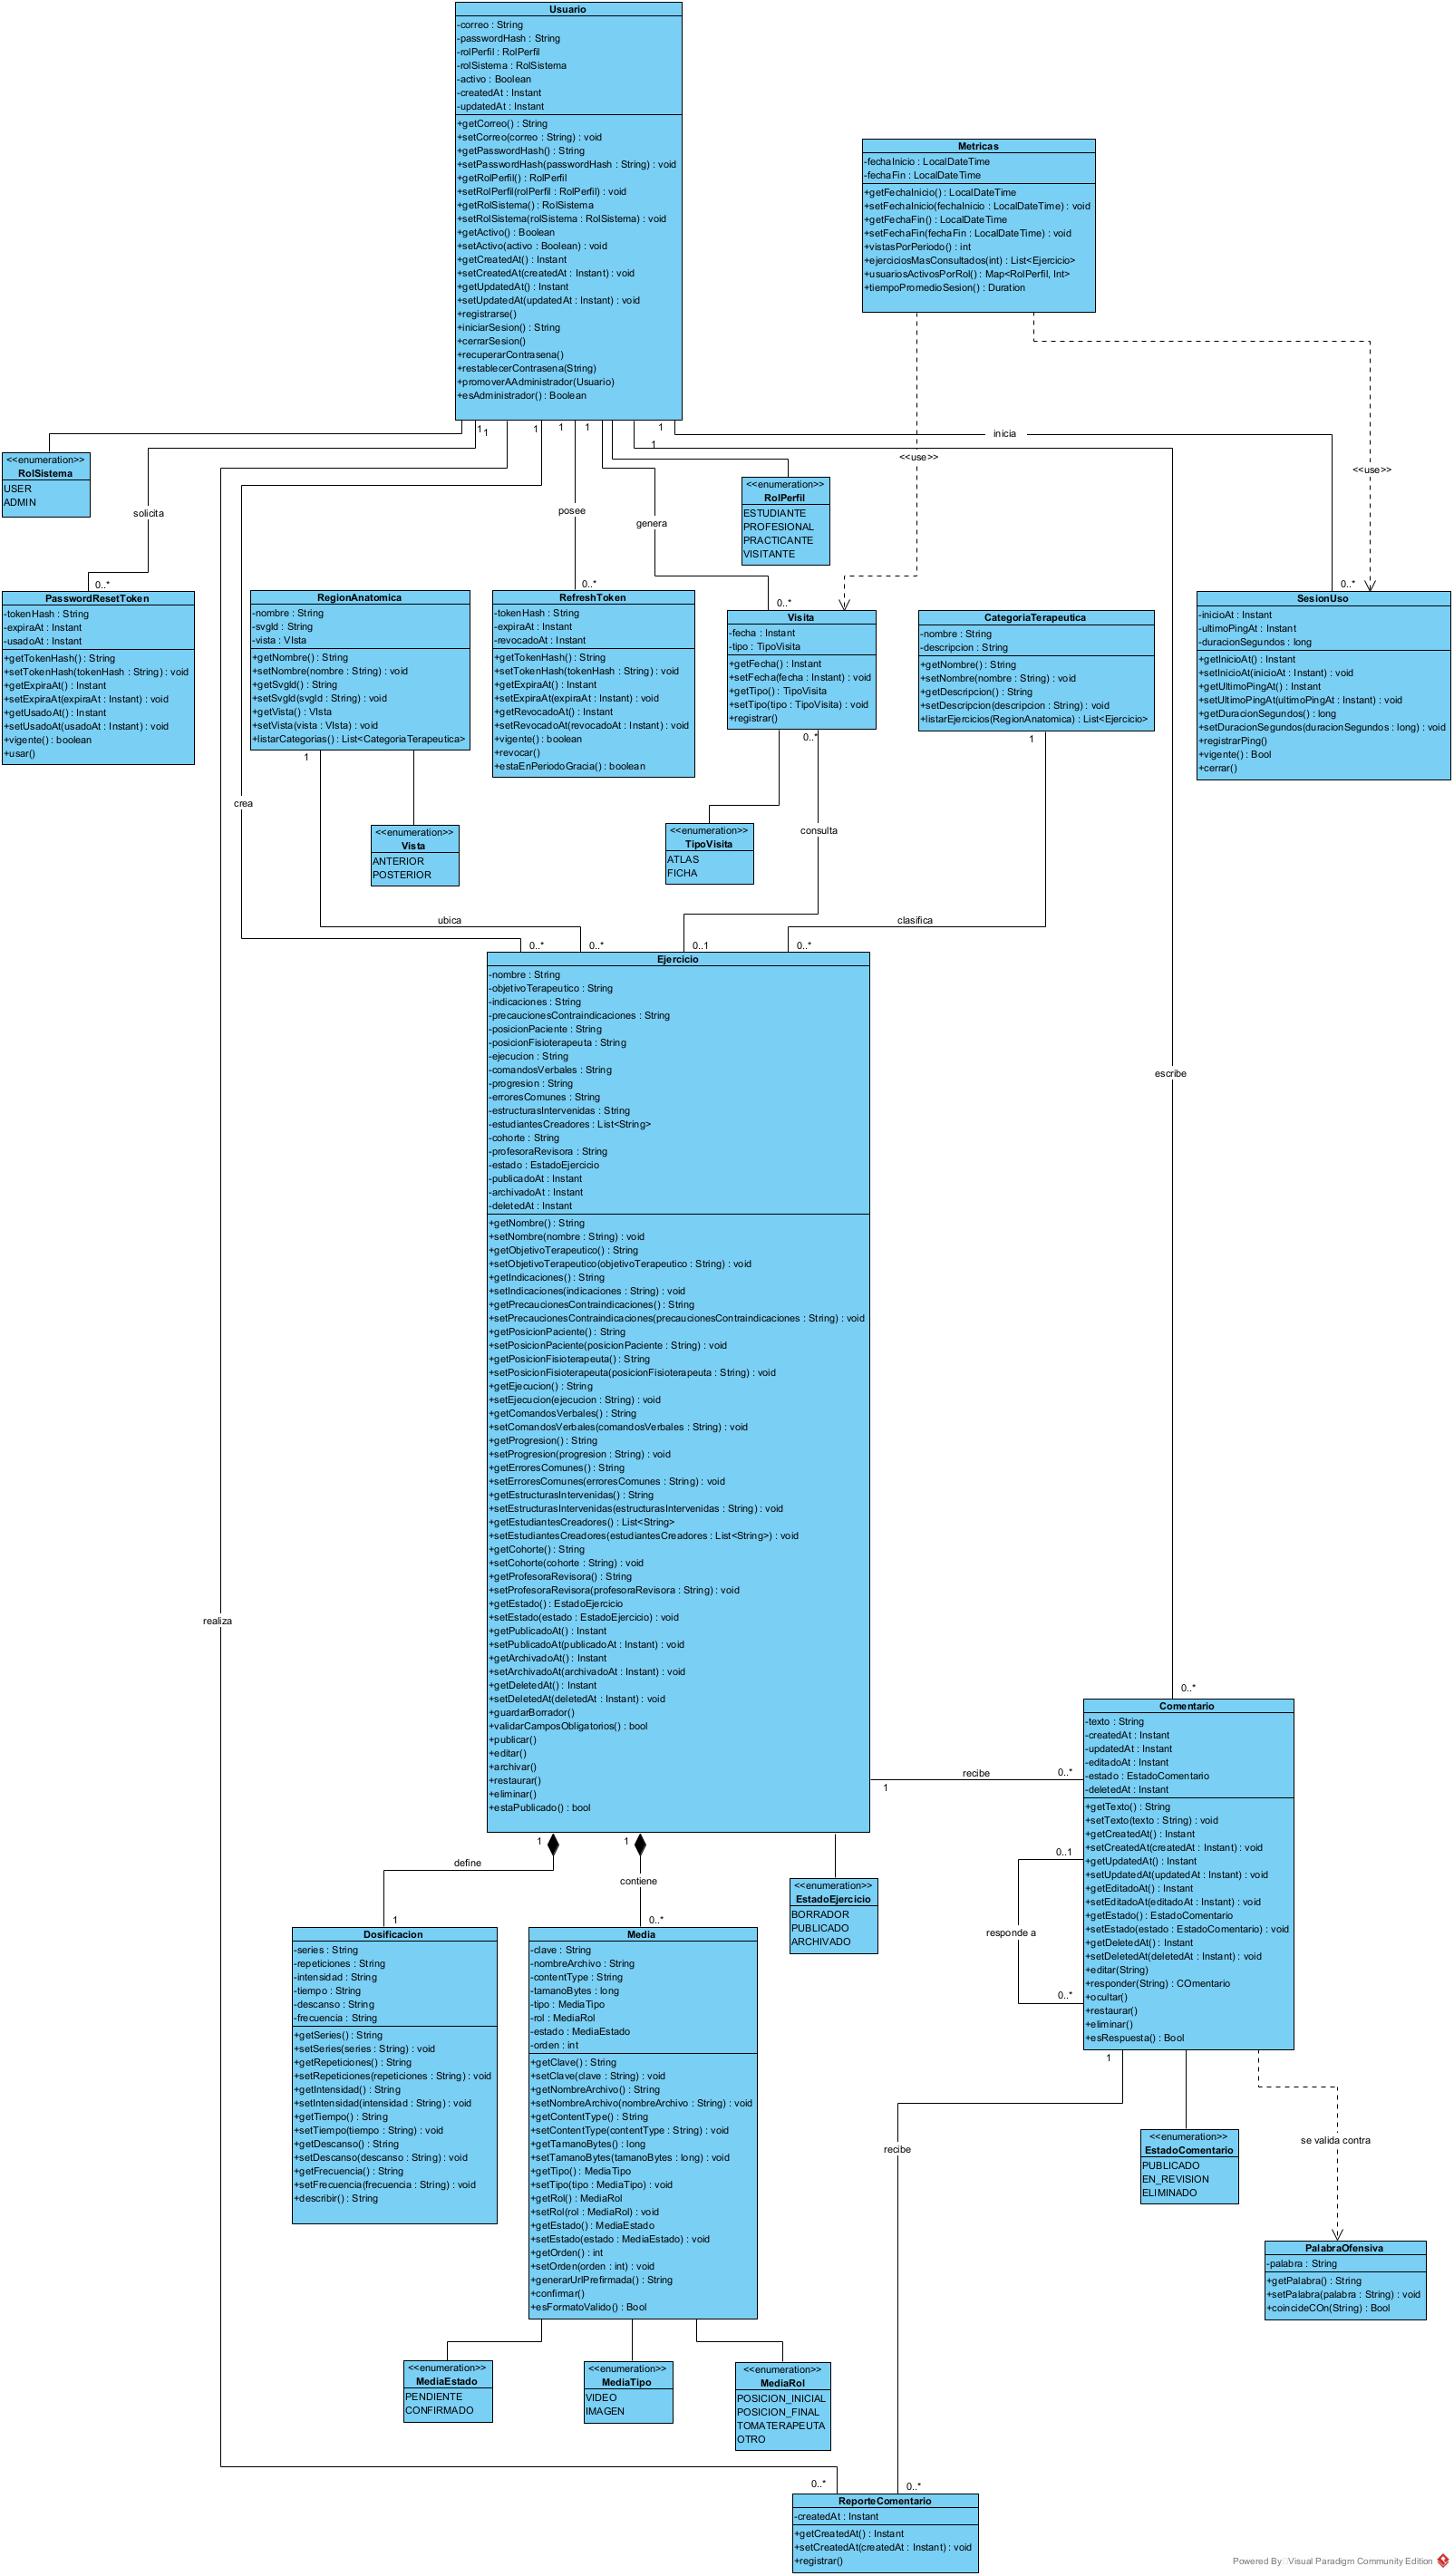 Usuario
-correo : String
-passwordHash : String
-rolPerfil : RolPerfil
-rolSistema : RolSistema
-activo : Boolean
-createdAt : Instant
-updatedAt : Instant
+getCorreo() : String
+setCorreo(correo : String) : void
+getPasswordHash() : String
+setPasswordHash(passwordHash : String) : void
+getRolPerfil() : RolPerfil
+setRolPerfil(rolPerfil : RolPerfil) : void
+getRolSistema() : RolSistema
+setRolSistema(rolSistema : RolSistema) : void
+getActivo() : Boolean
+setActivo(activo : Boolean) : void
+getCreatedAt() : Instant
+setCreatedAt(createdAt : Instant) : void
+getUpdatedAt() : Instant
+setUpdatedAt(updatedAt : Instant) : void
+registrarse()
+iniciarSesion() : String
+cerrarSesion()
+recuperarContrasena()
+restablecerContrasena(String)
+promoverAAdministrador(Usuario)
+esAdministrador() : Boolean
Metricas
-fechaInicio : LocalDateTime
-fechaFin : LocalDateTime
+getFechaInicio() : LocalDateTime
+setFechaInicio(fechaInicio : LocalDateTime) : void
+getFechaFin() : LocalDateTime
+setFechaFin(fechaFin : LocalDateTime) : void
+vistasPorPeriodo() : int
+ejerciciosMasConsultados(int) : List<Ejercicio>
+usuariosActivosPorRol() : Map<RolPerfil, Int>
+tiempoPromedioSesion() : Duration
1
1
1
1
1
1
1
inicia
<<use>>
<<use>>
<<enumeration>>
RolSistema
USER
ADMIN
<<enumeration>>
RolPerfil
ESTUDIANTE
PROFESIONAL
PRACTICANTE
VISITANTE
solicita
posee
genera
0..*
0..*
0..*
0..*
PasswordResetToken
-tokenHash : String
-expiraAt : Instant
-usadoAt : Instant
+getTokenHash() : String
+setTokenHash(tokenHash : String) : void
+getExpiraAt() : Instant
+setExpiraAt(expiraAt : Instant) : void
+getUsadoAt() : Instant
+setUsadoAt(usadoAt : Instant) : void
+vigente() : boolean
+usar()
RegionAnatomica
-nombre : String
-svgId : String
-vista : VIsta
+getNombre() : String
+setNombre(nombre : String) : void
+getSvgId() : String
+setSvgId(svgId : String) : void
+getVista() : VIsta
+setVista(vista : VIsta) : void
+listarCategorias() : List<CategoriaTerapeutica>
RefreshToken
-tokenHash : String
-expiraAt : Instant
-revocadoAt : Instant
+getTokenHash() : String
+setTokenHash(tokenHash : String) : void
+getExpiraAt() : Instant
+setExpiraAt(expiraAt : Instant) : void
+getRevocadoAt() : Instant
+setRevocadoAt(revocadoAt : Instant) : void
+vigente() : boolean
+revocar()
+estaEnPeriodoGracia() : boolean
Visita
-fecha : Instant
-tipo : TipoVisita
+getFecha() : Instant
+setFecha(fecha : Instant) : void
+getTipo() : TipoVisita
+setTipo(tipo : TipoVisita) : void
+registrar()
CategoriaTerapeutica
-nombre : String
-descripcion : String
+getNombre() : String
+setNombre(nombre : String) : void
+getDescripcion() : String
+setDescripcion(descripcion : String) : void
+listarEjercicios(RegionAnatomica) : List<Ejercicio>
SesionUso
-inicioAt : Instant
-ultimoPingAt : Instant
-duracionSegundos : long
+getInicioAt() : Instant
+setInicioAt(inicioAt : Instant) : void
+getUltimoPingAt() : Instant
+setUltimoPingAt(ultimoPingAt : Instant) : void
+getDuracionSegundos() : long
+setDuracionSegundos(duracionSegundos : long) : void
+registrarPing()
+vigente() : Bool
+cerrar()
1
0..*
1
crea
<<enumeration>>
Vista
ANTERIOR
POSTERIOR
<<enumeration>>
TipoVisita
ATLAS
FICHA
consulta
ubica
clasifica
0..*
0..*
0..1
0..*
Ejercicio
-nombre : String
-objetivoTerapeutico : String
-indicaciones : String
-precaucionesContraindicaciones : String
-posicionPaciente : String
-posicionFisioterapeuta : String
-ejecucion : String
-comandosVerbales : String
-progresion : String
-erroresComunes : String
-estructurasIntervenidas : String
-estudiantesCreadores : List<String>
-cohorte : String
-profesoraRevisora : String
-estado : EstadoEjercicio
-publicadoAt : Instant
-archivadoAt : Instant
-deletedAt : Instant
+getNombre() : String
+setNombre(nombre : String) : void
+getObjetivoTerapeutico() : String
+setObjetivoTerapeutico(objetivoTerapeutico : String) : void
+getIndicaciones() : String
+setIndicaciones(indicaciones : String) : void
+getPrecaucionesContraindicaciones() : String
+setPrecaucionesContraindicaciones(precaucionesContraindicaciones : String) : void
+getPosicionPaciente() : String
+setPosicionPaciente(posicionPaciente : String) : void
+getPosicionFisioterapeuta() : String
+setPosicionFisioterapeuta(posicionFisioterapeuta : String) : void
+getEjecucion() : String
+setEjecucion(ejecucion : String) : void
+getComandosVerbales() : String
+setComandosVerbales(comandosVerbales : String) : void
+getProgresion() : String
+setProgresion(progresion : String) : void
+getErroresComunes() : String
+setErroresComunes(erroresComunes : String) : void
+getEstructurasIntervenidas() : String
+setEstructurasIntervenidas(estructurasIntervenidas : String) : void
+getEstudiantesCreadores() : List<String>
+setEstudiantesCreadores(estudiantesCreadores : List<String>) : void
+getCohorte() : String
+setCohorte(cohorte : String) : void
+getProfesoraRevisora() : String
+setProfesoraRevisora(profesoraRevisora : String) : void
+getEstado() : EstadoEjercicio
+setEstado(estado : EstadoEjercicio) : void
+getPublicadoAt() : Instant
+setPublicadoAt(publicadoAt : Instant) : void
+getArchivadoAt() : Instant
+setArchivadoAt(archivadoAt : Instant) : void
+getDeletedAt() : Instant
+setDeletedAt(deletedAt : Instant) : void
+guardarBorrador()
+validarCamposObligatorios() : bool
+publicar()
+editar()
+archivar()
+restaurar()
+eliminar()
+estaPublicado() : bool
escribe
realiza
0..*
Comentario
-texto : String
-createdAt : Instant
-updatedAt : Instant
-editadoAt : Instant
-estado : EstadoComentario
-deletedAt : Instant
+getTexto() : String
+setTexto(texto : String) : void
+getCreatedAt() : Instant
+setCreatedAt(createdAt : Instant) : void
+getUpdatedAt() : Instant
+setUpdatedAt(updatedAt : Instant) : void
+getEditadoAt() : Instant
+setEditadoAt(editadoAt : Instant) : void
+getEstado() : EstadoComentario
+setEstado(estado : EstadoComentario) : void
+getDeletedAt() : Instant
+setDeletedAt(deletedAt : Instant) : void
+editar(String)
+responder(String) : COmentario
+ocultar()
+restaurar()
+eliminar()
+esRespuesta() : Bool
recibe
0..*
1
0..1
responde a
0..*
1
1
define
contiene
1
0..*
<<enumeration>>
EstadoEjercicio
BORRADOR
PUBLICADO
ARCHIVADO
Dosificacion
-series : String
-repeticiones : String
-intensidad : String
-tiempo : String
-descanso : String
-frecuencia : String
+getSeries() : String
+setSeries(series : String) : void
+getRepeticiones() : String
+setRepeticiones(repeticiones : String) : void
+getIntensidad() : String
+setIntensidad(intensidad : String) : void
+getTiempo() : String
+setTiempo(tiempo : String) : void
+getDescanso() : String
+setDescanso(descanso : String) : void
+getFrecuencia() : String
+setFrecuencia(frecuencia : String) : void
+describir() : String
Media
-clave : String
-nombreArchivo : String
-contentType : String
-tamanoBytes : long
-tipo : MediaTipo
-rol : MediaRol
-estado : MediaEstado
-orden : int
+getClave() : String
+setClave(clave : String) : void
+getNombreArchivo() : String
+setNombreArchivo(nombreArchivo : String) : void
+getContentType() : String
+setContentType(contentType : String) : void
+getTamanoBytes() : long
+setTamanoBytes(tamanoBytes : long) : void
+getTipo() : MediaTipo
+setTipo(tipo : MediaTipo) : void
+getRol() : MediaRol
+setRol(rol : MediaRol) : void
+getEstado() : MediaEstado
+setEstado(estado : MediaEstado) : void
+getOrden() : int
+setOrden(orden : int) : void
+generarUrlPrefirmada() : String
+confirmar()
+esFormatoValido() : Bool
1
recibe
<<enumeration>>
EstadoComentario
PUBLICADO
EN_REVISION
ELIMINADO
se valida contra
PalabraOfensiva
-palabra : String
+getPalabra() : String
+setPalabra(palabra : String) : void
+coincideCOn(String) : Bool
<<enumeration>>
MediaEstado
PENDIENTE
CONFIRMADO
<<enumeration>>
MediaTipo
VIDEO
IMAGEN
<<enumeration>>
MediaRol
POSICION_INICIAL
POSICION_FINAL
TOMATERAPEUTA
OTRO
0..*
0..*
ReporteComentario
-createdAt : Instant
+getCreatedAt() : Instant
+setCreatedAt(createdAt : Instant) : void
+registrar()
Powered By Visual Paradigm Community Edition